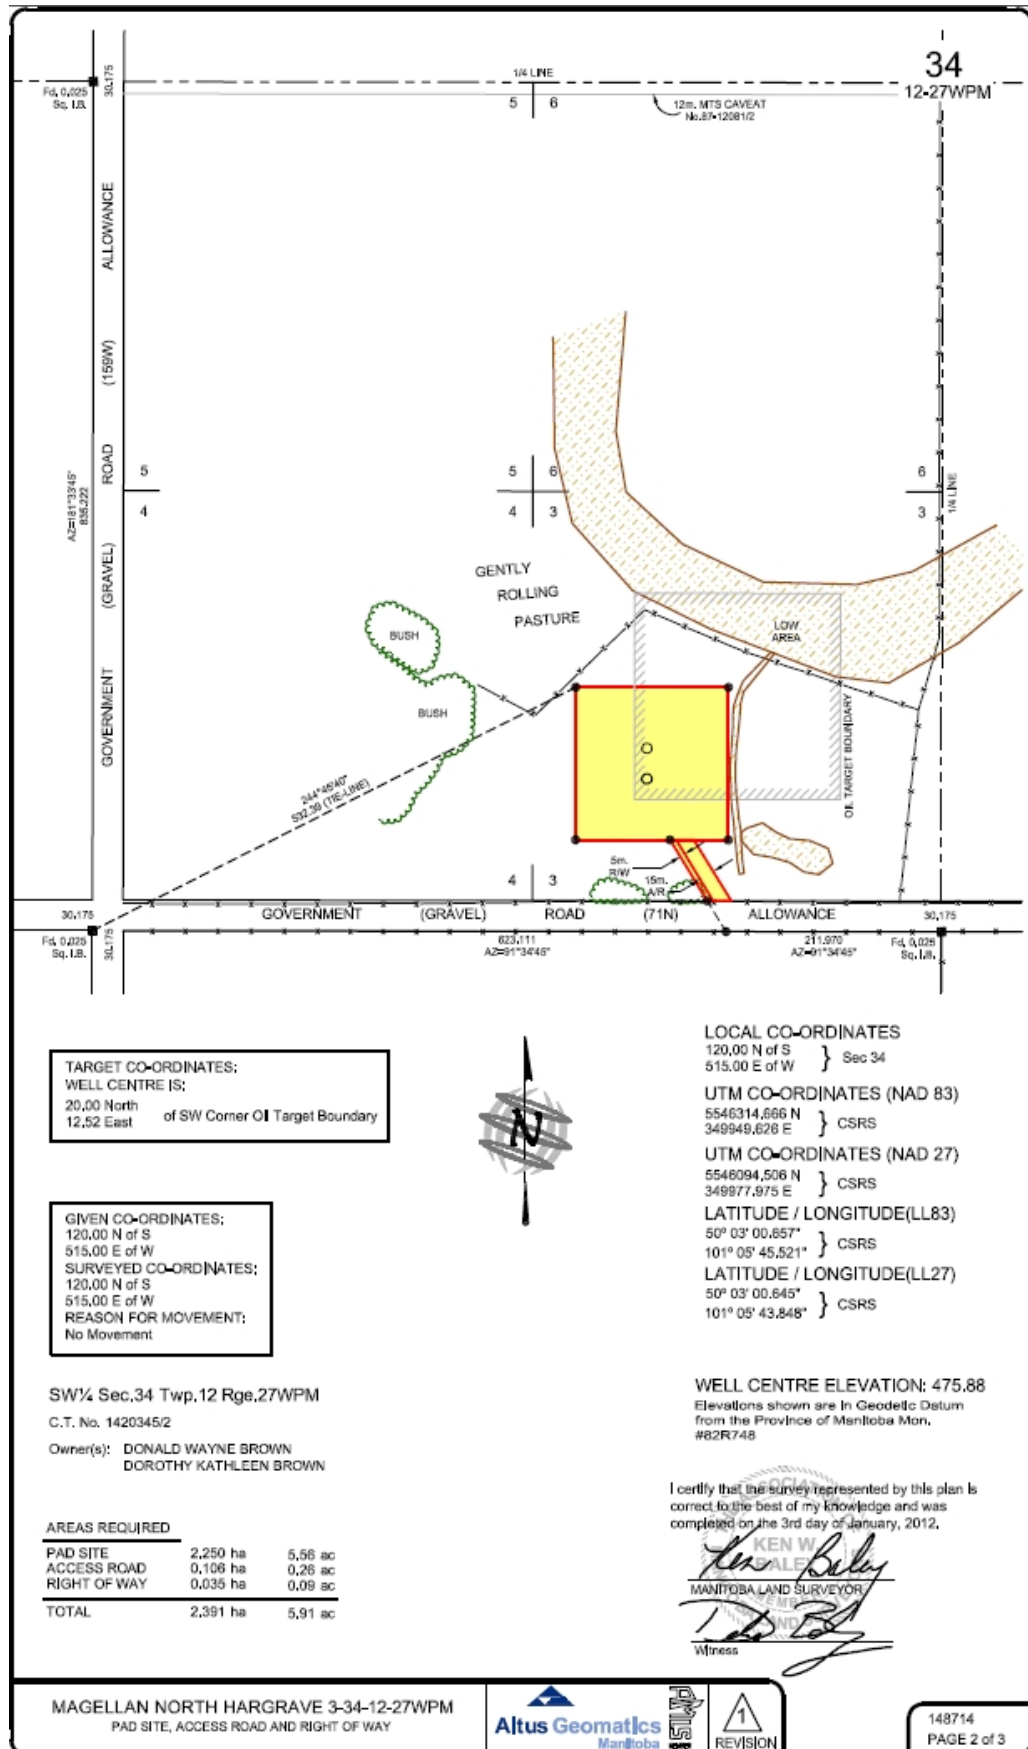 34
12-27WPM
1/4 LINE
5 6
12m. MTS CAVEAT
No.87-12081/2
Fd. 0.025
Sq. I.B.
30.175
GOVERNMENT (GRAVEL) ROAD (159W) ALLOWANCE
AZ=181°33'45"
835.222
5
4
5 6
4 3
6
3
1/4 LINE
GENTLY
ROLLING
PASTURE
BUSH
BUSH
LOW
AREA
OIL TARGET BOUNDARY
244°45'40"
532.39 (TIE-LINE)
5m.
R/W
15m.
A/R
4 3
30.175
GOVERNMENT (GRAVEL) ROAD (71N) ALLOWANCE
30.175
Fd. 0.025
Sq. I.B.
30.175
623.111
AZ=91°34'45"
211.970
AZ=91°34'45"
Fd. 0.025
Sq. I.B.
TARGET CO-ORDINATES:
WELL CENTRE IS:
20.00 North
12.52 East
of SW Corner Oil Target Boundary
N
GIVEN CO-ORDINATES:
120.00 N of S
515.00 E of W
SURVEYED CO-ORDINATES:
120.00 N of S
515.00 E of W
REASON FOR MOVEMENT:
No Movement
LOCAL CO-ORDINATES
120.00 N of S
515.00 E of W
Sec 34
UTM CO-ORDINATES (NAD 83)
5546314.666 N
349949.626 E
CSRS
UTM CO-ORDINATES (NAD 27)
5546094.506 N
349977.975 E
CSRS
LATITUDE / LONGITUDE(LL83)
50° 03' 00.657"
101° 05' 45.521"
CSRS
LATITUDE / LONGITUDE(LL27)
50° 03' 00.645"
101° 05' 43.848"
CSRS
SW¼ Sec.34 Twp.12 Rge.27WPM
C.T. No. 1420345/2
Owner(s): DONALD WAYNE BROWN
DOROTHY KATHLEEN BROWN
WELL CENTRE ELEVATION: 475.88
Elevations shown are in Geodetic Datum
from the Province of Manitoba Mon.
#82R748
AREAS REQUIRED
PAD SITE 2.250 ha 5.56 ac
ACCESS ROAD 0.106 ha 0.26 ac
RIGHT OF WAY 0.035 ha 0.09 ac
TOTAL 2.391 ha 5.91 ac
I certify that the survey represented by this plan is
correct to the best of my knowledge and was
completed on the 3rd day of January, 2012.
KEN W.
BALEY
MEMBER
Ken Baley
MANITOBA LAND SURVEYOR
Witness
MAGELLAN NORTH HARGRAVE 3-34-12-27WPM
PAD SITE, ACCESS ROAD AND RIGHT OF WAY
Altus Geomatics
Manitoba
1
REVISION
148714
PAGE 2 of 3